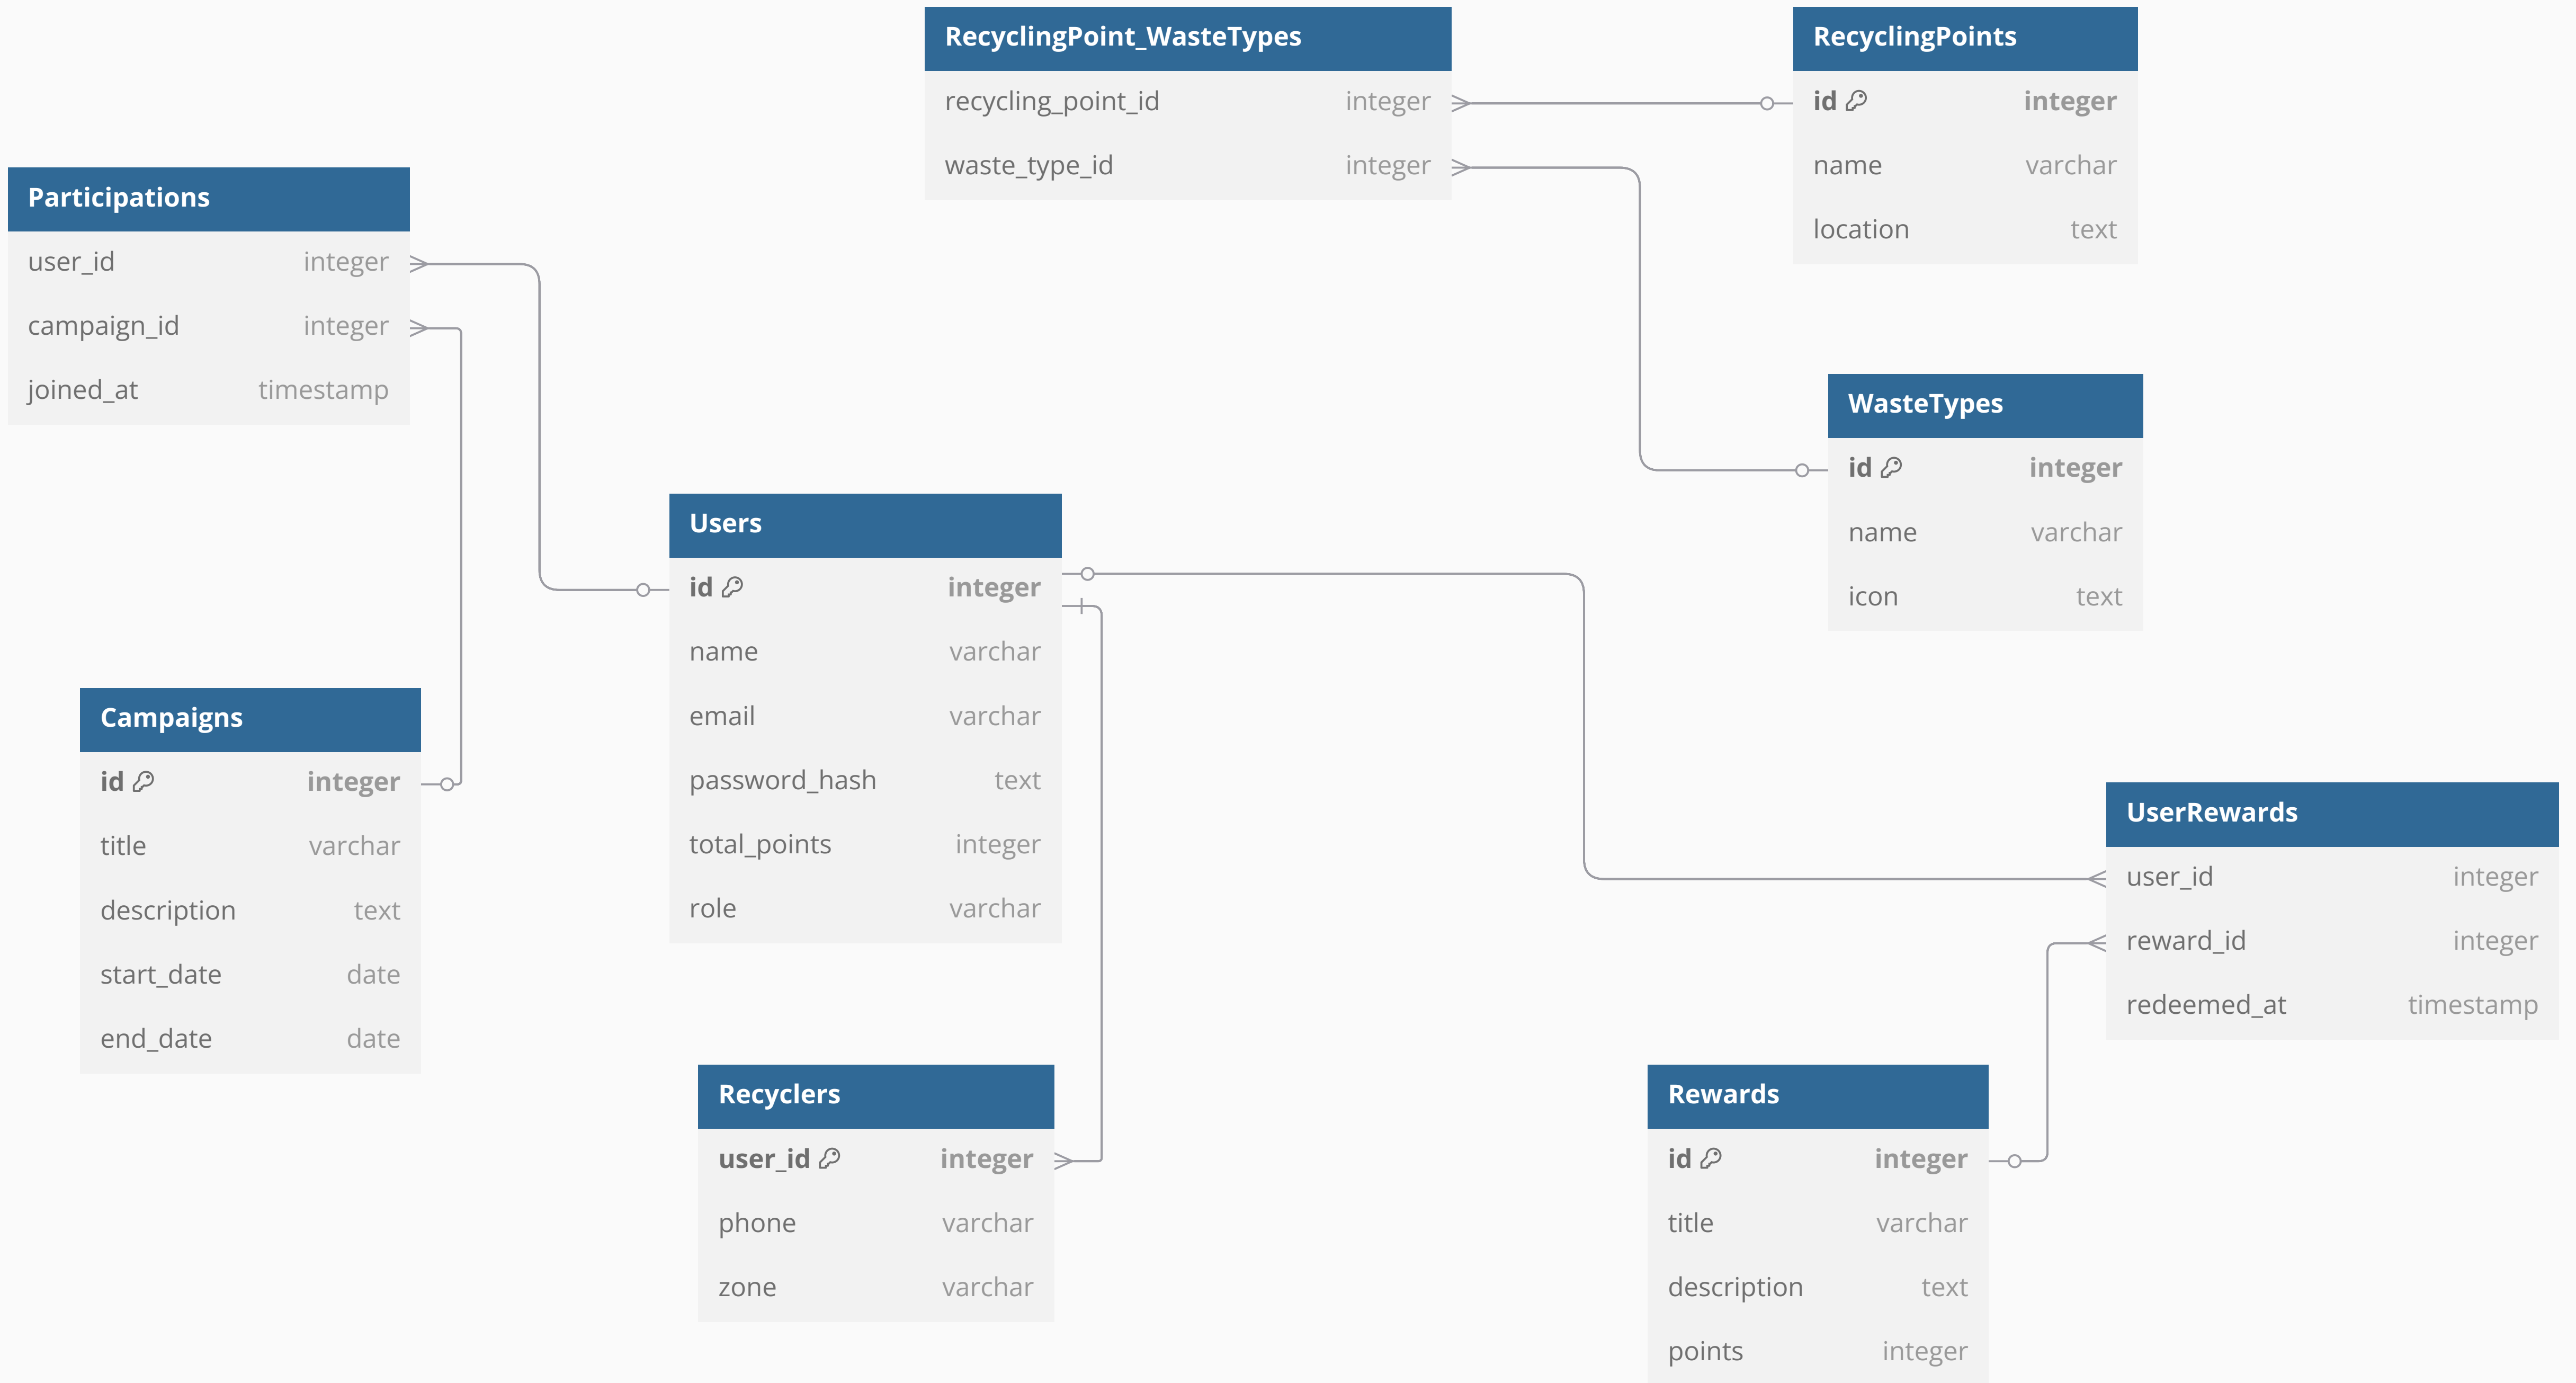 RecyclingPoint_WasteTypes
recycling_point_id integer
waste_type_id integer
RecyclingPoints
id integer
name varchar
location text
Participations
user_id integer
campaign_id integer
joined_at timestamp
WasteTypes
id integer
name varchar
icon text
Users
id integer
name varchar
email varchar
password_hash text
total_points integer
role varchar
Campaigns
id integer
title varchar
description text
start_date date
end_date date
UserRewards
user_id integer
reward_id integer
redeemed_at timestamp
Recyclers
user_id integer
phone varchar
zone varchar
Rewards
id integer
title varchar
description text
points integer